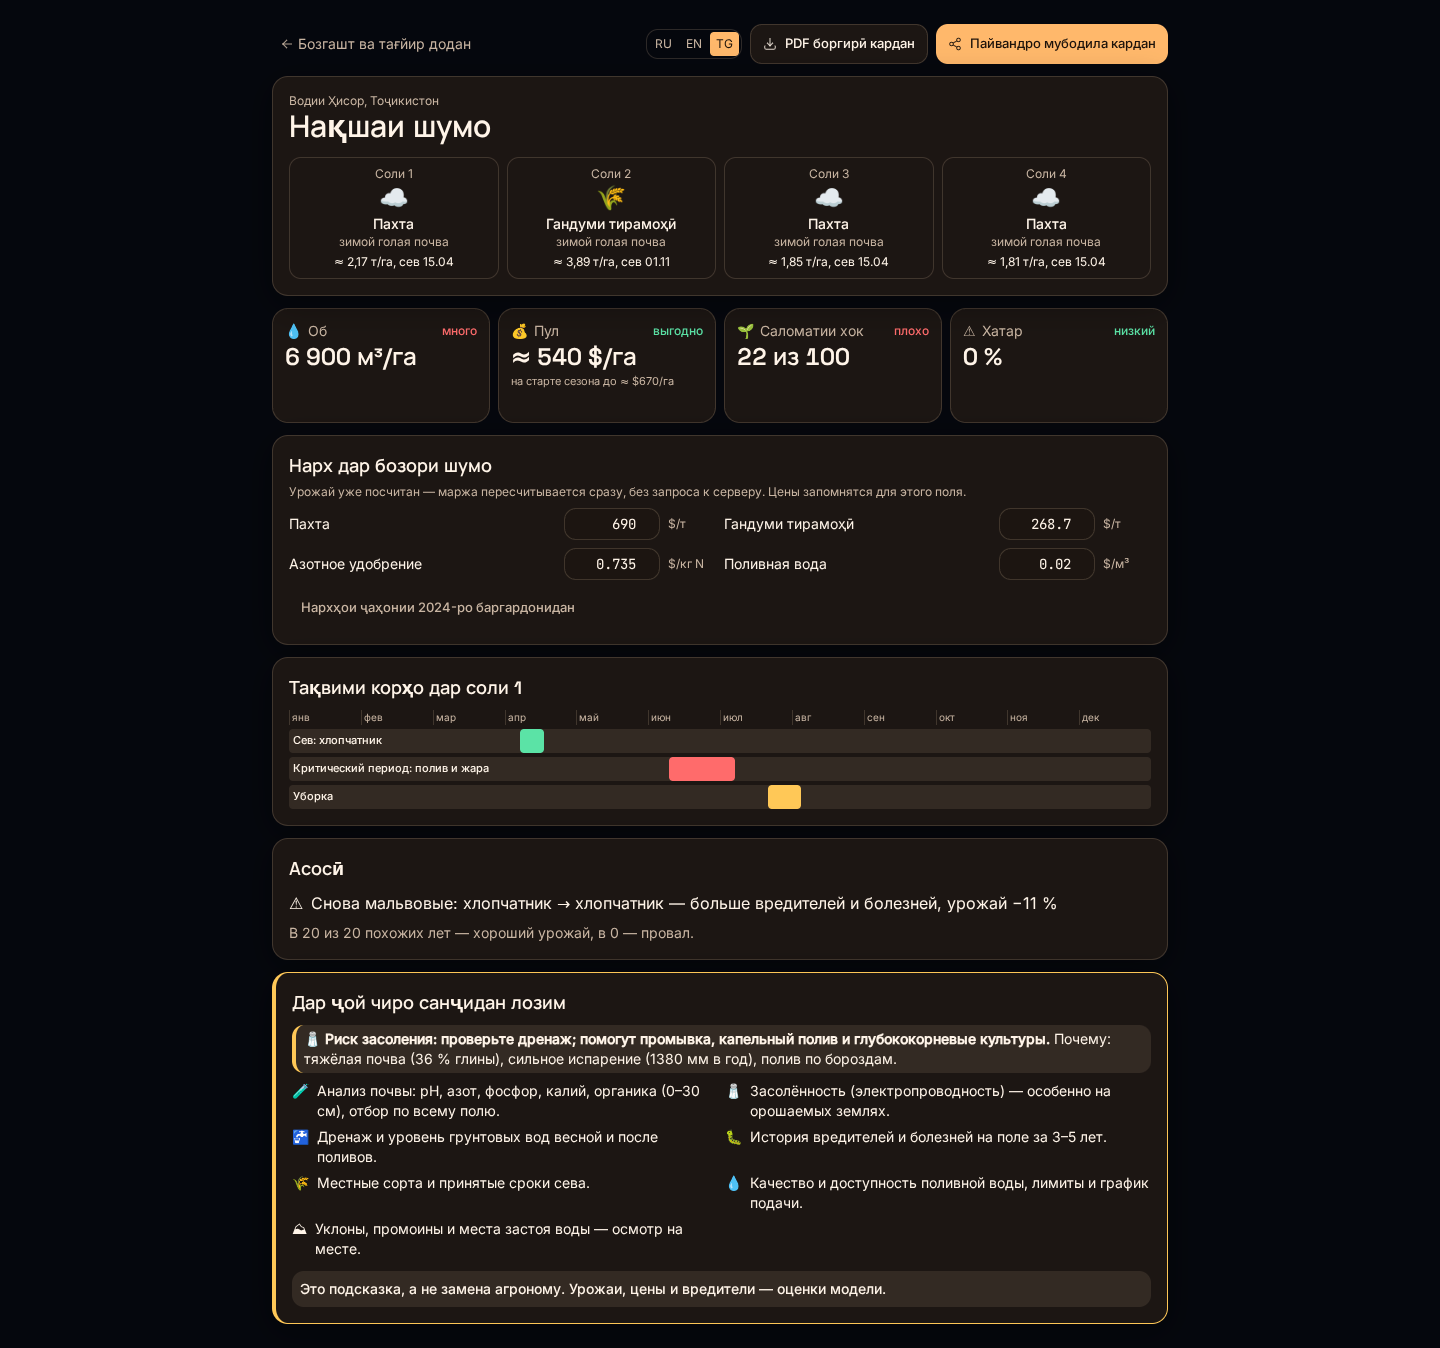 ← Бозгашт ва тағйир додан
RU EN TG
PDF боргирӣ кардан
Пайвандро мубодила кардан
Водии Ҳисор, Тоҷикистон
Нақшаи шумо
Соли 1
Пахта
зимой голая почва
≈ 2,17 т/га, сев 15.04
Соли 2
Гандуми тирамоҳӣ
зимой голая почва
≈ 3,89 т/га, сев 01.11
Соли 3
Пахта
зимой голая почва
≈ 1,85 т/га, сев 15.04
Соли 4
Пахта
зимой голая почва
≈ 1,81 т/га, сев 15.04
Об много
6 900 м³/га
Пул выгодно
≈ 540 $/га
на старте сезона до ≈ $670/га
Саломатии хок плохо
22 из 100
Хатар низкий
0 %
Нарх дар бозори шумо
Урожай уже посчитан — маржа пересчитывается сразу, без запроса к серверу. Цены запомнятся для этого поля.
Пахта 690 $/т
Гандуми тирамоҳӣ 268.7 $/т
Азотное удобрение 0.735 $/кг N
Поливная вода 0.02 $/м³
Нархҳои ҷаҳонии 2024-ро баргардонидан
Тақвими корҳо дар соли 1
янв фев мар апр май июн июл авг сен окт ноя дек
Сев: хлопчатник
Критический период: полив и жара
Уборка
Асосӣ
⚠ Снова мальвовые: хлопчатник → хлопчатник — больше вредителей и болезней, урожай −11 %
В 20 из 20 похожих лет — хороший урожай, в 0 — провал.
Дар ҷой чиро санҷидан лозим
Риск засоления: проверьте дренаж; помогут промывка, капельный полив и глубококорневые культуры. Почему:
тяжёлая почва (36 % глины), сильное испарение (1380 мм в год), полив по бороздам.
Анализ почвы: pH, азот, фосфор, калий, органика (0–30
см), отбор по всему полю.
Засолённость (электропроводность) — особенно на
орошаемых землях.
Дренаж и уровень грунтовых вод весной и после
поливов.
История вредителей и болезней на поле за 3–5 лет.
Местные сорта и принятые сроки сева.
Качество и доступность поливной воды, лимиты и график
подачи.
Уклоны, промоины и места застоя воды — осмотр на
месте.
Это подсказка, а не замена агроному. Урожаи, цены и вредители — оценки модели.